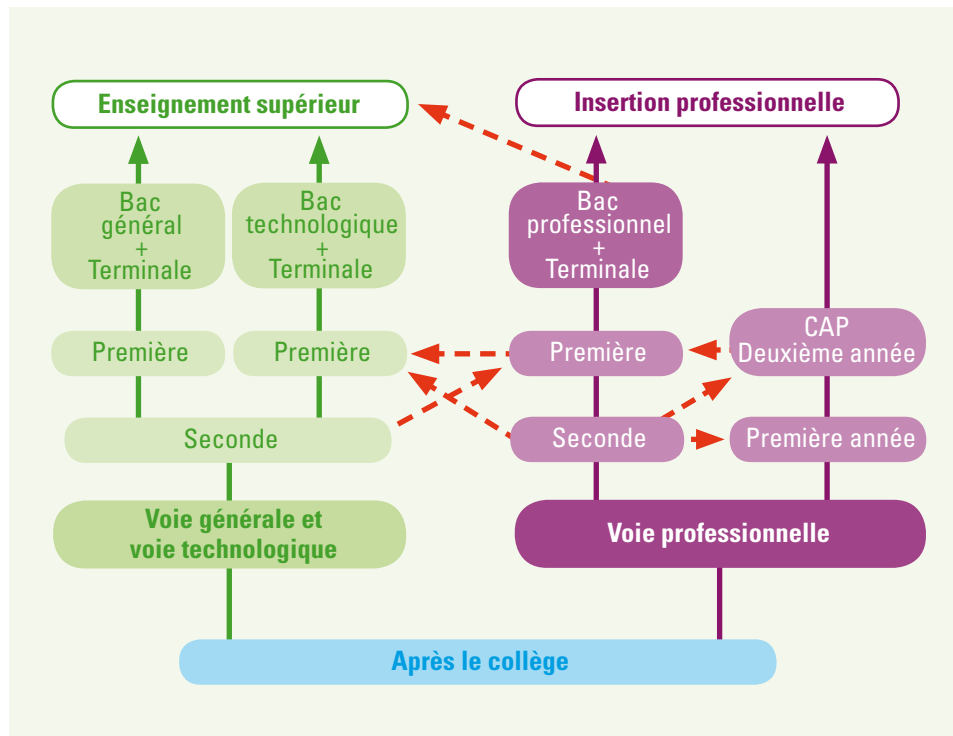 Enseignement supérieur
Insertion professionnelle
Bac
général
+
Terminale
Bac
technologique
+
Terminale
Bac
professionnel
+
Terminale
Première
Première
Première
CAP
Deuxième année
Seconde
Seconde
Première année
Voie générale et
voie technologique
Voie professionnelle
Après le collège